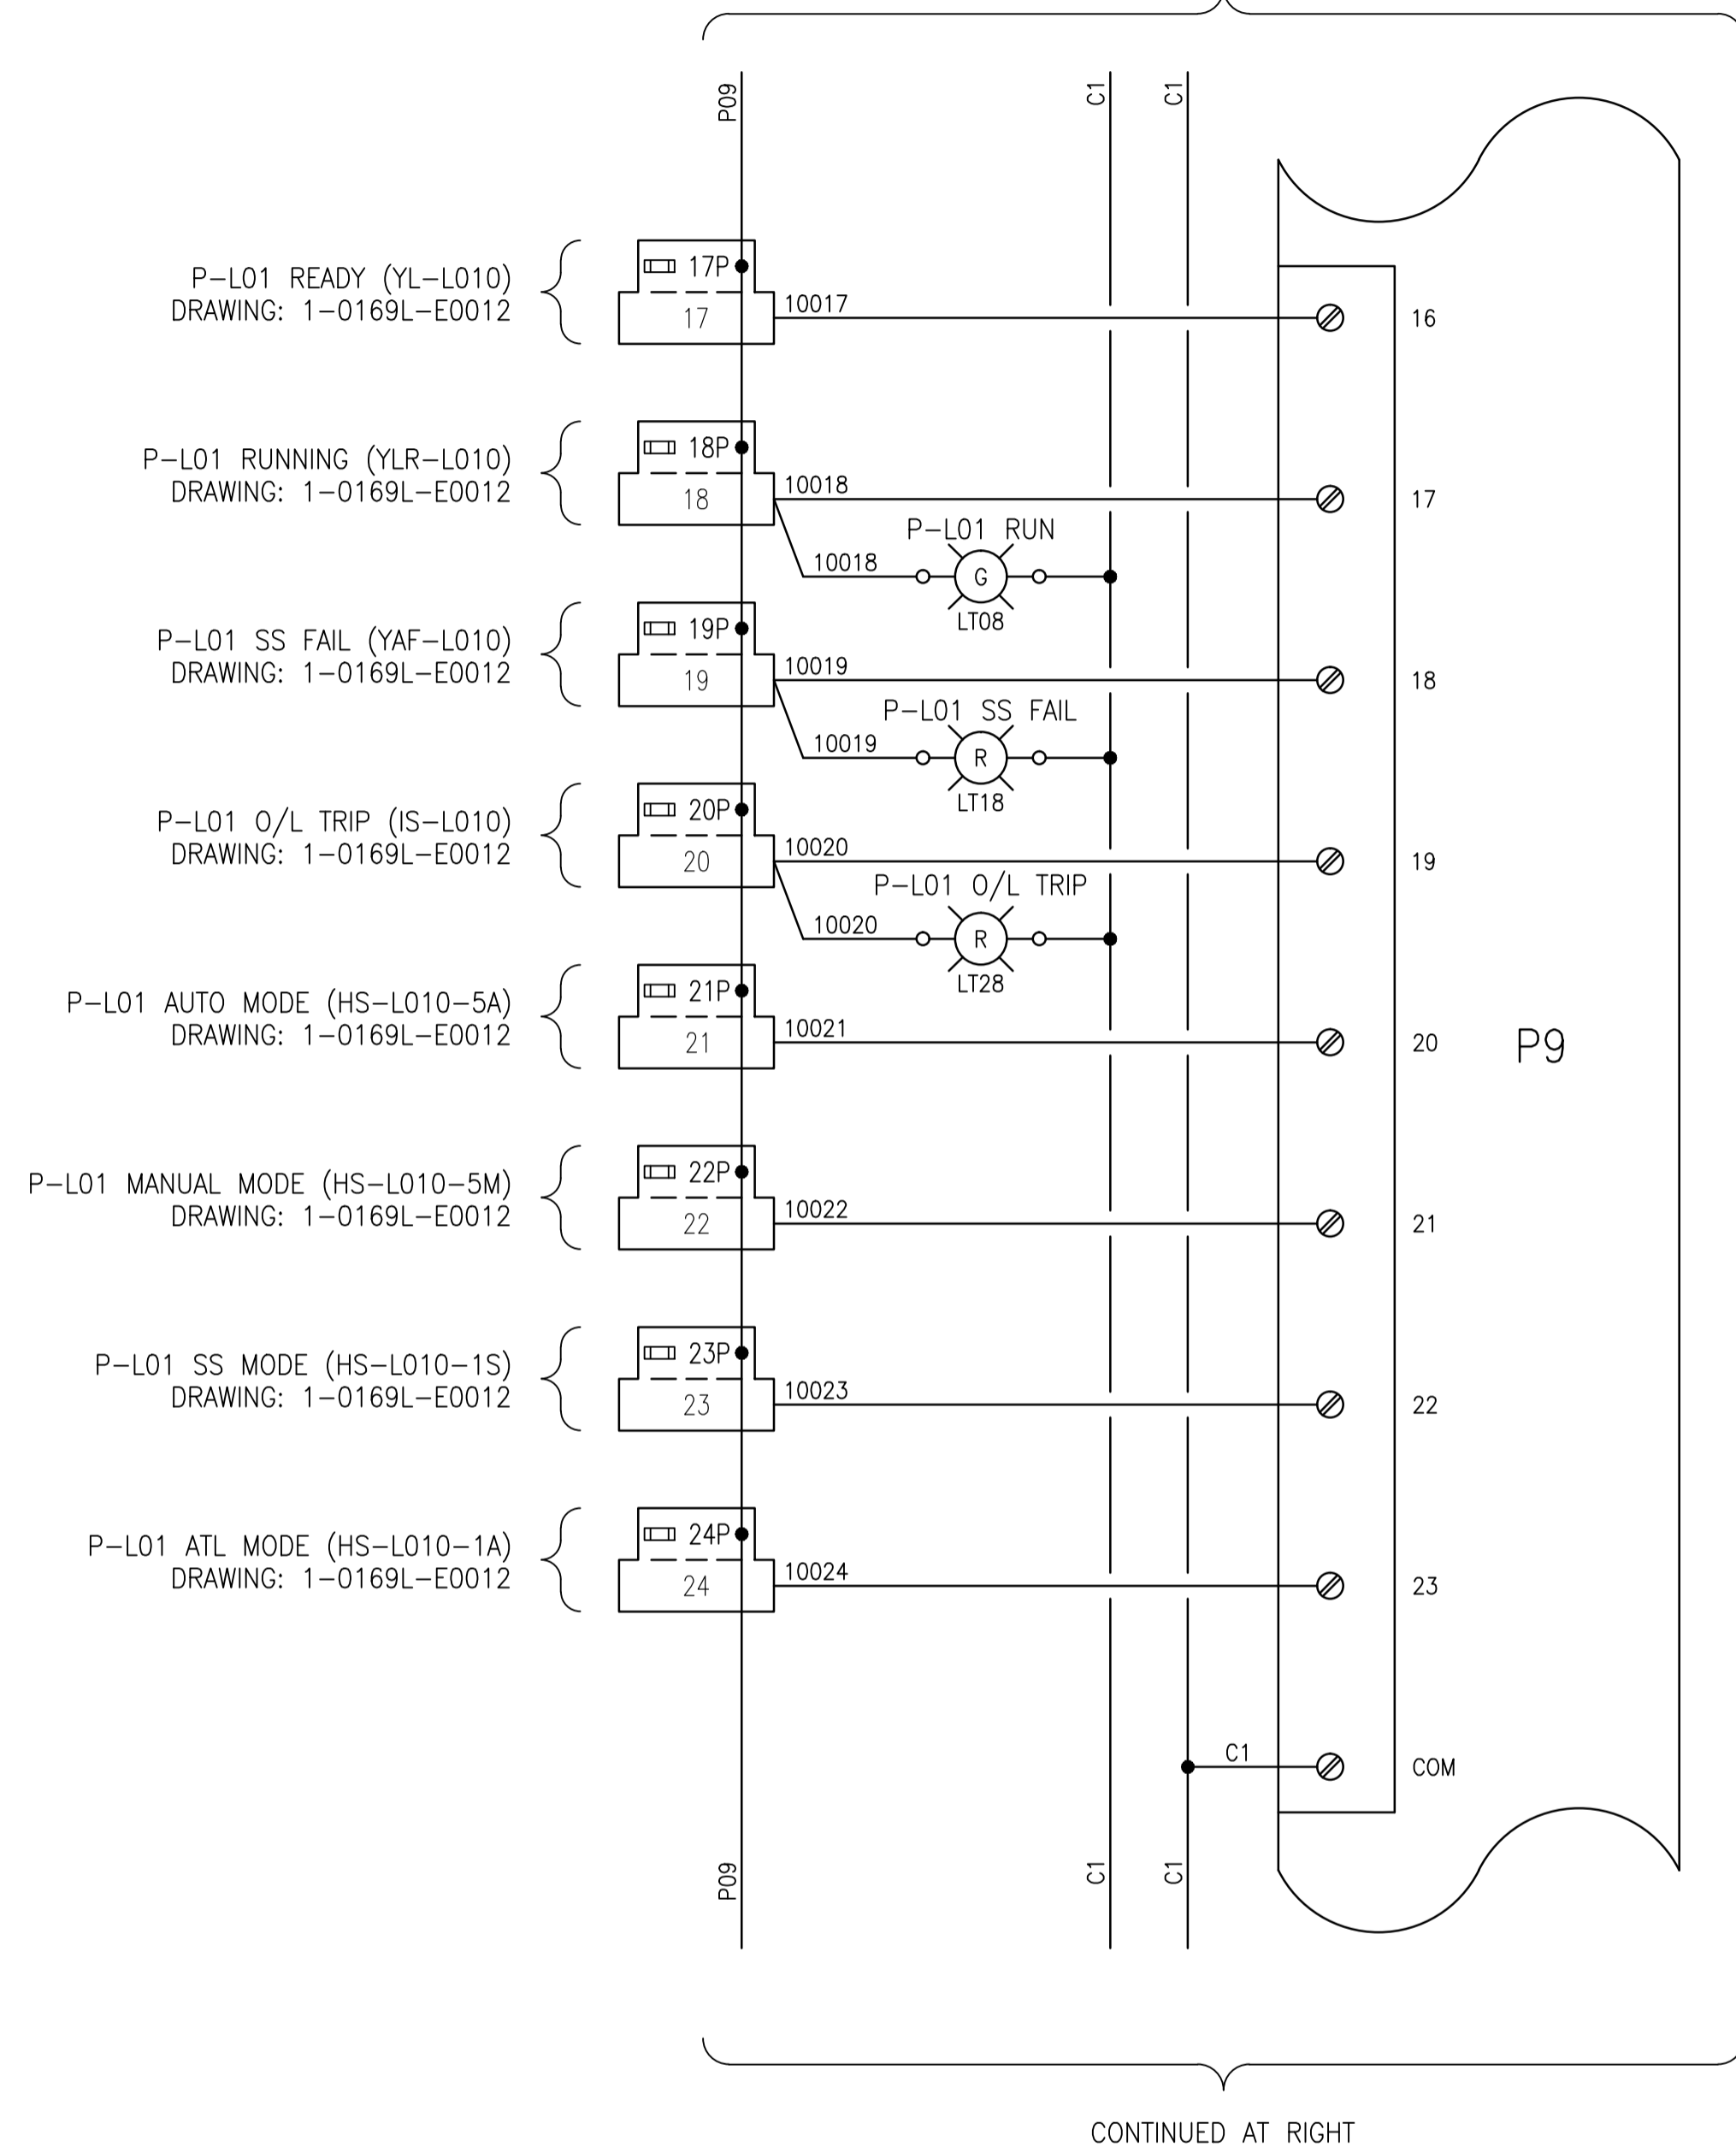 P09
C1
C1
P-L01 READY (YL-L010)
DRAWING: 1-0169L-E0012
17P
17
10017
16
P-L01 RUNNING (YLR-L010)
DRAWING: 1-0169L-E0012
18P
18
10018
17
P-L01 RUN
10018
G
LT08
P-L01 SS FAIL (YAF-L010)
DRAWING: 1-0169L-E0012
19P
19
10019
18
P-L01 SS FAIL
10019
R
LT18
P-L01 O/L TRIP (IS-L010)
DRAWING: 1-0169L-E0012
20P
20
10020
19
P-L01 O/L TRIP
10020
R
LT28
P-L01 AUTO MODE (HS-L010-5A)
DRAWING: 1-0169L-E0012
21P
21
10021
20
P9
P-L01 MANUAL MODE (HS-L010-5M)
DRAWING: 1-0169L-E0012
22P
22
10022
21
P-L01 SS MODE (HS-L010-1S)
DRAWING: 1-0169L-E0012
23P
23
10023
22
P-L01 ATL MODE (HS-L010-1A)
DRAWING: 1-0169L-E0012
24P
24
10024
23
C1
COM
P09
C1
C1
CONTINUED AT RIGHT